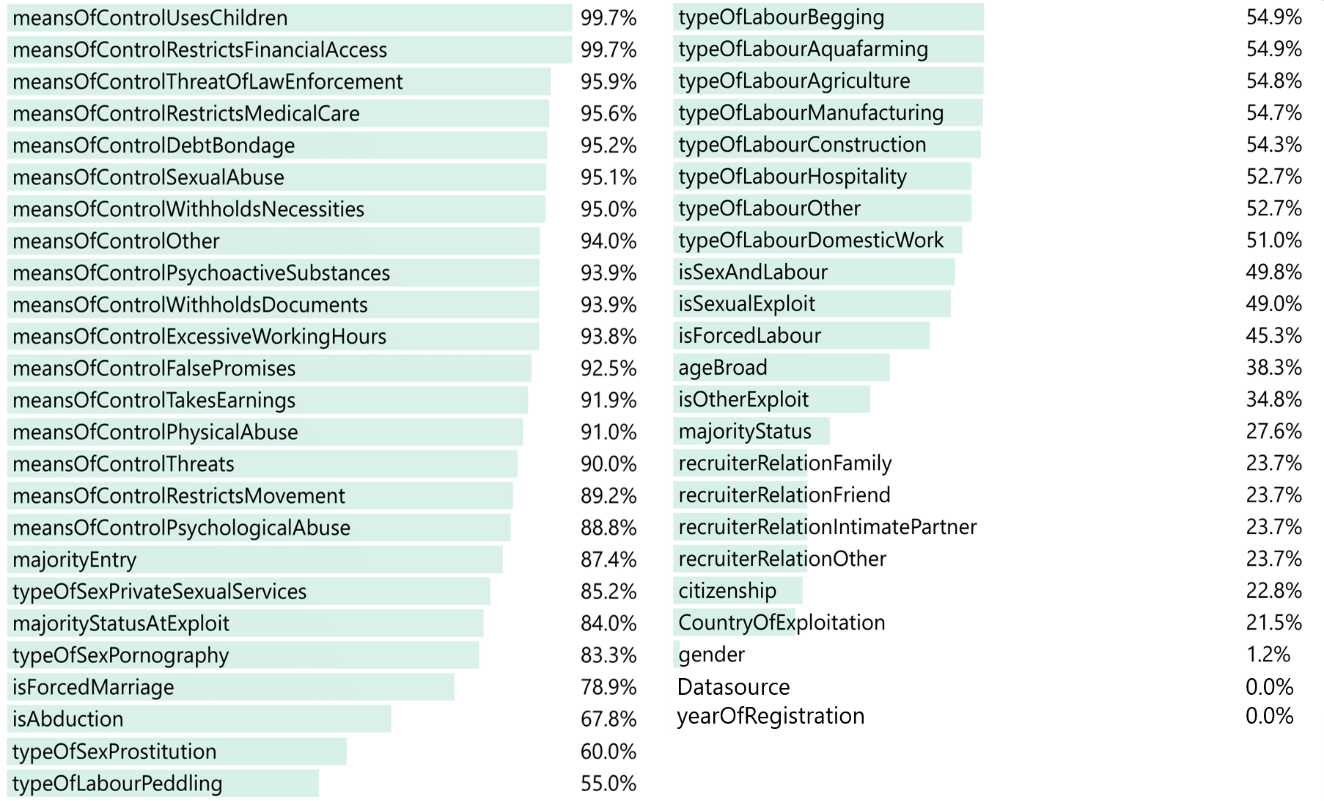 meansOfControlUsesChildren 99.7%
meansOfControlRestrictsFinancialAccess 99.7%
meansOfControlThreatOfLawEnforcement 95.9%
meansOfControlRestrictsMedicalCare 95.6%
meansOfControlDebtBondage 95.2%
meansOfControlSexualAbuse 95.1%
meansOfControlWithholdsNecessities 95.0%
meansOfControlOther 94.0%
meansOfControlPsychoactiveSubstances 93.9%
meansOfControlWithholdsDocuments 93.9%
meansOfControlExcessiveWorkingHours 93.8%
meansOfControlFalsePromises 92.5%
meansOfControlTakesEarnings 91.9%
meansOfControlPhysicalAbuse 91.0%
meansOfControlThreats 90.0%
meansOfControlRestrictsMovement 89.2%
meansOfControlPsychologicalAbuse 88.8%
majorityEntry 87.4%
typeOfSexPrivateSexualServices 85.2%
majorityStatusAtExploit 84.0%
typeOfSexPornography 83.3%
isForcedMarriage 78.9%
isAbduction 67.8%
typeOfSexProstitution 60.0%
typeOfLabourPeddling 55.0%
typeOfLabourBegging 54.9%
typeOfLabourAquafarming 54.9%
typeOfLabourAgriculture 54.8%
typeOfLabourManufacturing 54.7%
typeOfLabourConstruction 54.3%
typeOfLabourHospitality 52.7%
typeOfLabourOther 52.7%
typeOfLabourDomesticWork 51.0%
isSexAndLabour 49.8%
isSexualExploit 49.0%
isForcedLabour 45.3%
ageBroad 38.3%
isOtherExploit 34.8%
majorityStatus 27.6%
recruiterRelationFamily 23.7%
recruiterRelationFriend 23.7%
recruiterRelationIntimatePartner 23.7%
recruiterRelationOther 23.7%
citizenship 22.8%
CountryOfExploitation 21.5%
gender 1.2%
Datasource 0.0%
yearOfRegistration 0.0%